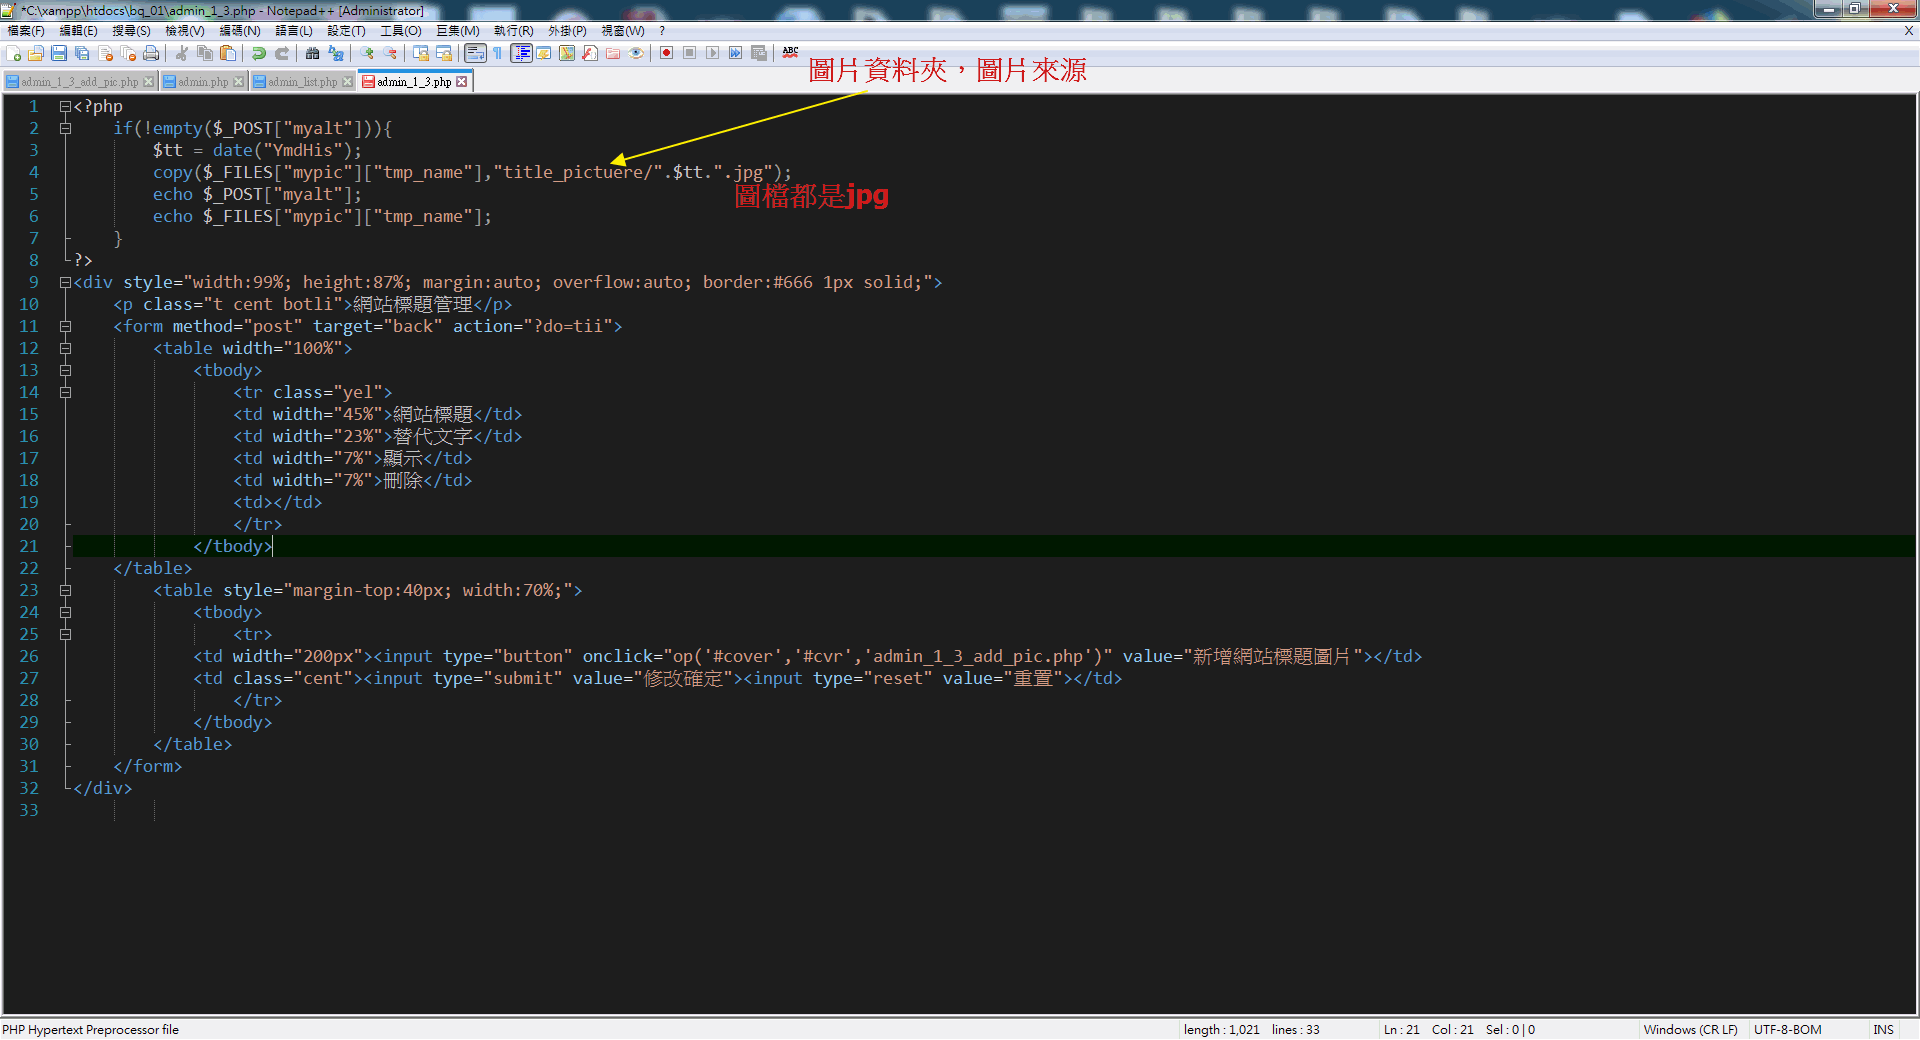 *C:\xampp\htdocs\bq_01\admin_1_3.php - Notepad++ [Administrator]
檔案(F) 編輯(E) 搜尋(S) 檢視(V) 編碼(N) 語言(L) 設定(T) 工具(O) 巨集(M) 執行(R) 外掛(P) 視窗(W) ? X
ABC
admin_1_3_add_pic.php admin.php admin_list.php admin_1_3.php
圖片資料夾，圖片來源
1 <?php
2 if(!empty($_POST["myalt"])){
3 $tt = date("YmdHis");
4 copy($_FILES["mypic"]["tmp_name"],"title_pictuere/".$tt.".jpg");
圖檔都是jpg
5 echo $_POST["myalt"];
6 echo $_FILES["mypic"]["tmp_name"];
7 }
8 ?>
9 <div style="width:99%; height:87%; margin:auto; overflow:auto; border:#666 1px solid;">
10 <p class="t cent botli">網站標題管理</p>
11 <form method="post" target="back" action="?do=tii">
12 <table width="100%">
13 <tbody>
14 <tr class="yel">
15 <td width="45%">網站標題</td>
16 <td width="23%">替代文字</td>
17 <td width="7%">顯示</td>
18 <td width="7%">刪除</td>
19 <td></td>
20 </tr>
21 </tbody>
22 </table>
23 <table style="margin-top:40px; width:70%;">
24 <tbody>
25 <tr>
26 <td width="200px"><input type="button" onclick="op('#cover','#cvr','admin_1_3_add_pic.php')" value="新增網站標題圖片"></td>
27 <td class="cent"><input type="submit" value="修改確定"><input type="reset" value="重置"></td>
28 </tr>
29 </tbody>
30 </table>
31 </form>
32 </div>
33
PHP Hypertext Preprocessor file length : 1,021 lines : 33 Ln : 21 Col : 21 Sel : 0 | 0 Windows (CR LF) UTF-8-BOM INS